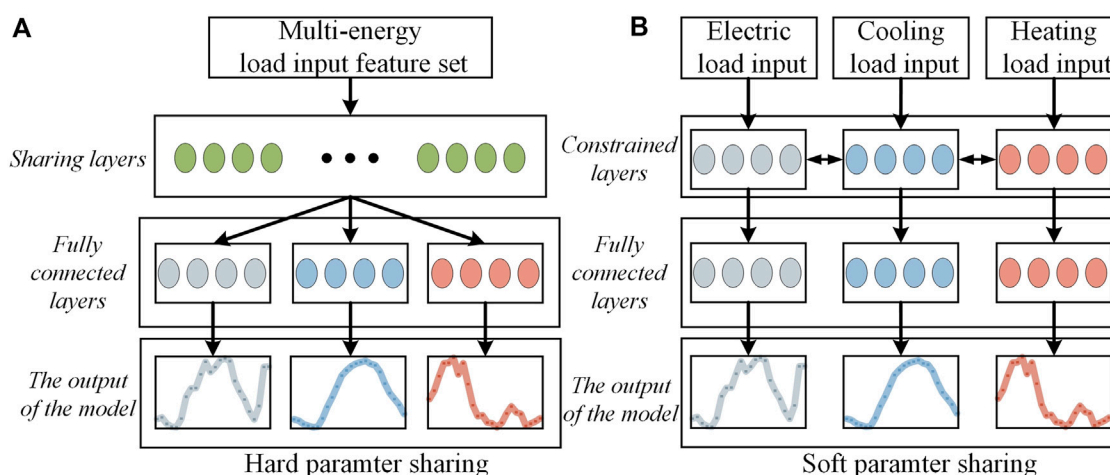 A
Multi-energy
load input feature set
Sharing layers
Fully
connected
layers
The output
of the model
Hard paramter sharing
B
Electric
load input
Cooling
load input
Heating
load input
Constrained
layers
Fully
connected
layers
The output
of the model
Soft paramter sharing